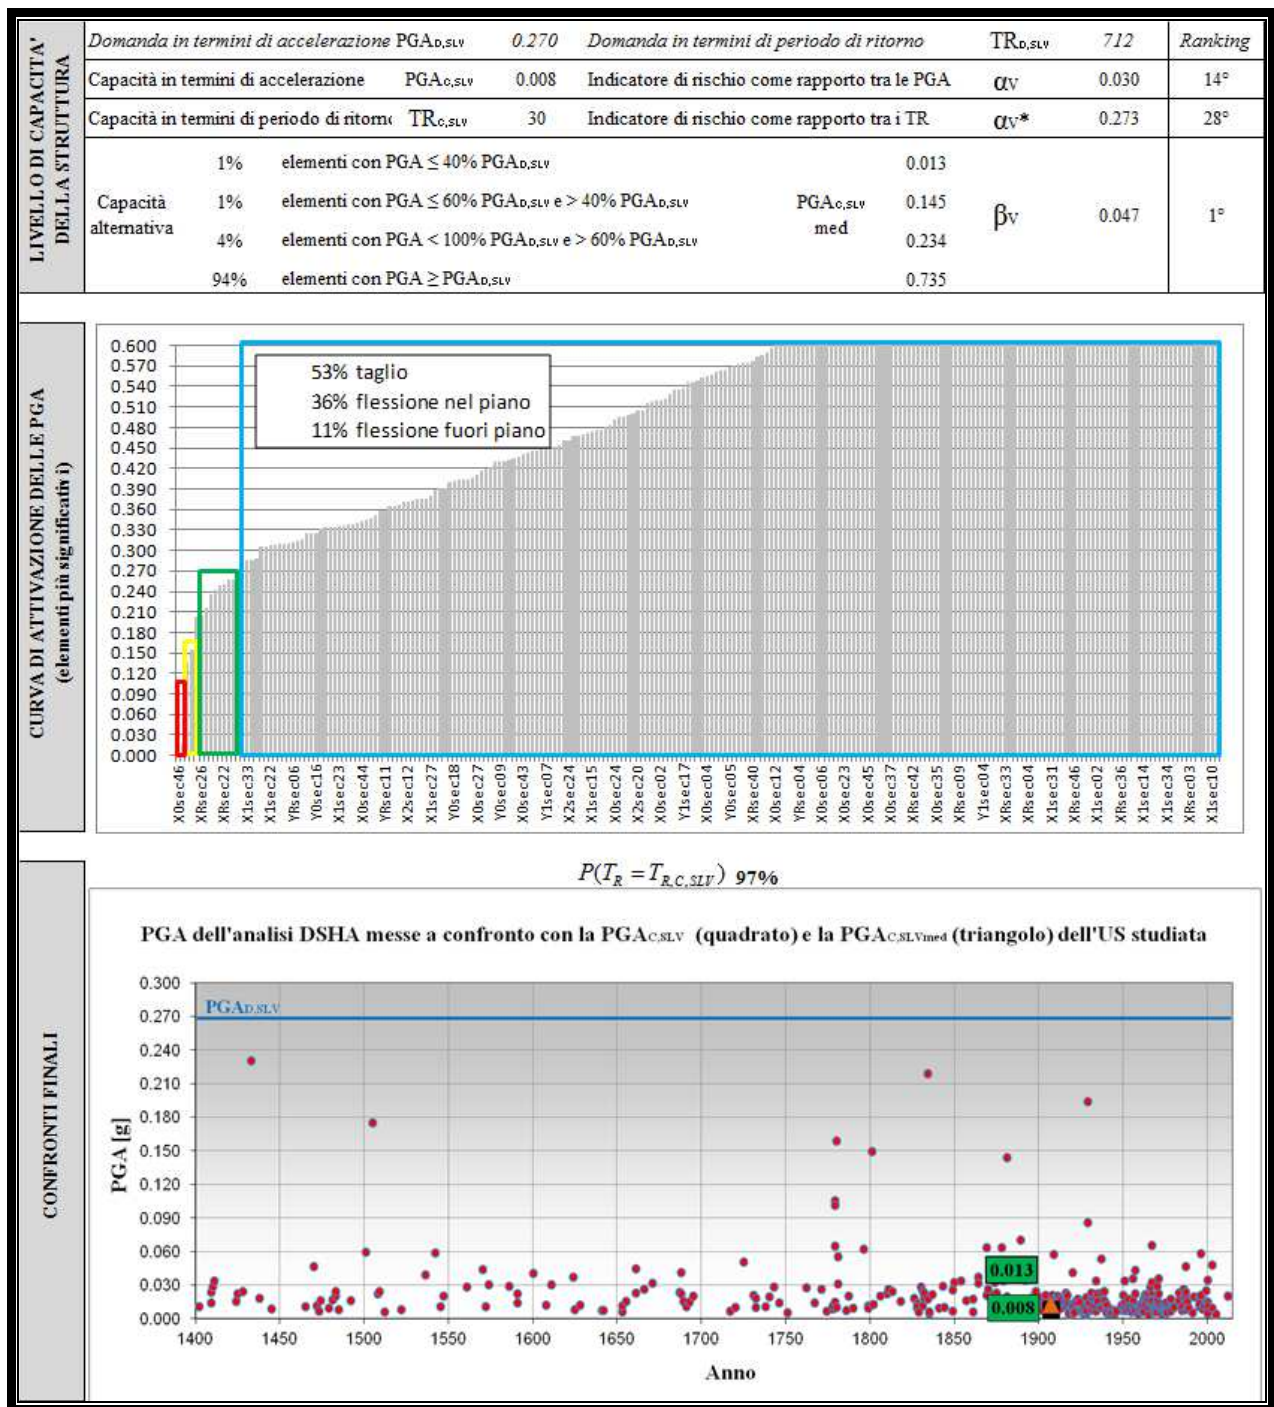 LIVELLO DI CAPACITA'
DELLA STRUTTURA
Domanda in termini di accelerazione PGAD,SLV 0.270 Domanda in termini di periodo di ritorno TRD,SLV 712 Ranking
Capacità in termini di accelerazione PGAC,SLV 0.008 Indicatore di rischio come rapporto tra le PGA αV 0.030 14°
Capacità in termini di periodo di ritorno TRC,SLV 30 Indicatore di rischio come rapporto tra i TR αV* 0.273 28°
Capacità
alternativa
1% elementi con PGA ≤ 40% PGAD,SLV 0.013
1% elementi con PGA ≤ 60% PGAD,SLV e > 40% PGAD,SLV 0.145
4% elementi con PGA < 100% PGAD,SLV e > 60% PGAD,SLV 0.234
94% elementi con PGA ≥ PGAD,SLV 0.735
PGAC,SLV
med
βV 0.047 1°
CURVA DI ATTIVAZIONE DELLE PGA
(elementi più significativi)
0.600
0.570
0.540
0.510
0.480
0.450
0.420
0.390
0.360
0.330
0.300
0.270
0.240
0.210
0.180
0.150
0.120
0.090
0.060
0.030
0.000
53% taglio
36% flessione nel piano
11% flessione fuori piano
X0sec46 XRsec26 XRsec22 X1sec33 X1sec22 YRsec06 Y0sec16 X1sec23 X0sec44 YRsec11 X2sec12 X1sec27 Y0sec18 X0sec27 Y0sec09 X0sec43 Y1sec07 X2sec24 X1sec15 X0sec24 X2sec20 X0sec02 Y1sec17 X0sec04 Y0sec05 X0sec40 X0sec12 YRsec04 X0sec06 X0sec23 X0sec45 X0sec37 XRsec42 X0sec35 XRsec09 Y1sec04 XRsec33 XRsec04 X1sec31 XRsec46 X1sec02 XRsec36 X1sec14 X1sec34 XRsec03 X1sec10
CONFRONTI FINALI
P(TR = TR,C,SLV) 97%
PGA dell'analisi DSHA messe a confronto con la PGAC,SLV (quadrato) e la PGAC,SLVmed (triangolo) dell'US studiata
PGA [g]
0.300
0.270
0.240
0.210
0.180
0.150
0.120
0.090
0.060
0.030
0.000
PGAD,SLV
0.013
0.008
1400 1450 1500 1550 1600 1650 1700 1750 1800 1850 1900 1950 2000
Anno